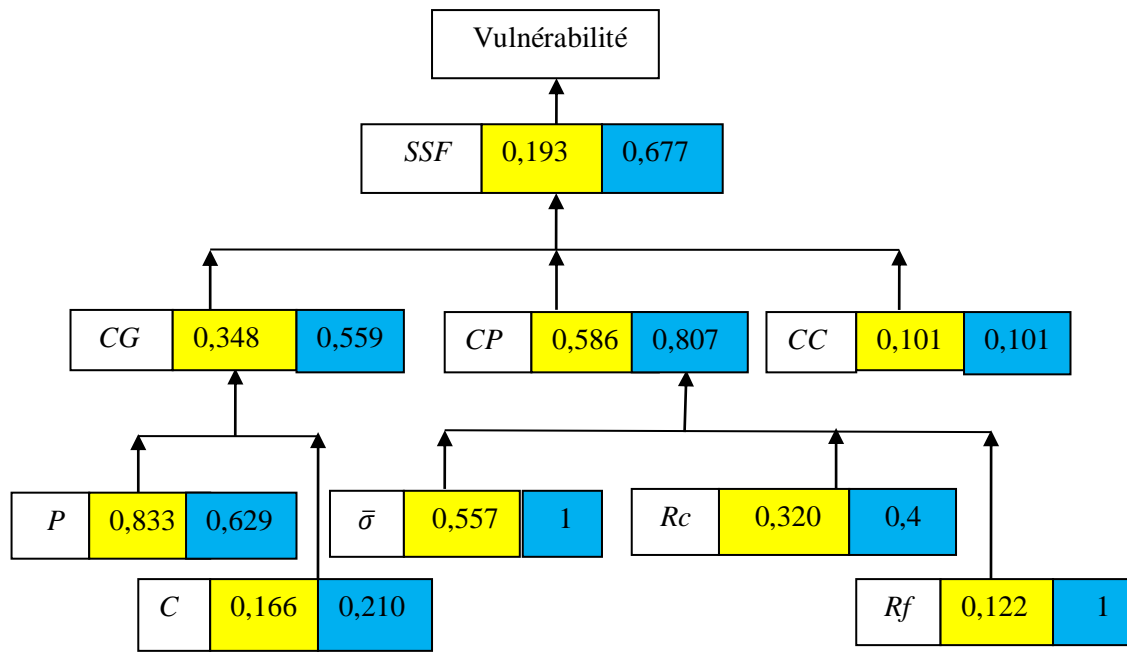 Vulnérabilité
SSF 0,193 0,677
CG 0,348 0,559
CP 0,586 0,807
CC 0,101 0,101
P 0,833 0,629
σ̄ 0,557 1
Rc 0,320 0,4
C 0,166 0,210
Rf 0,122 1